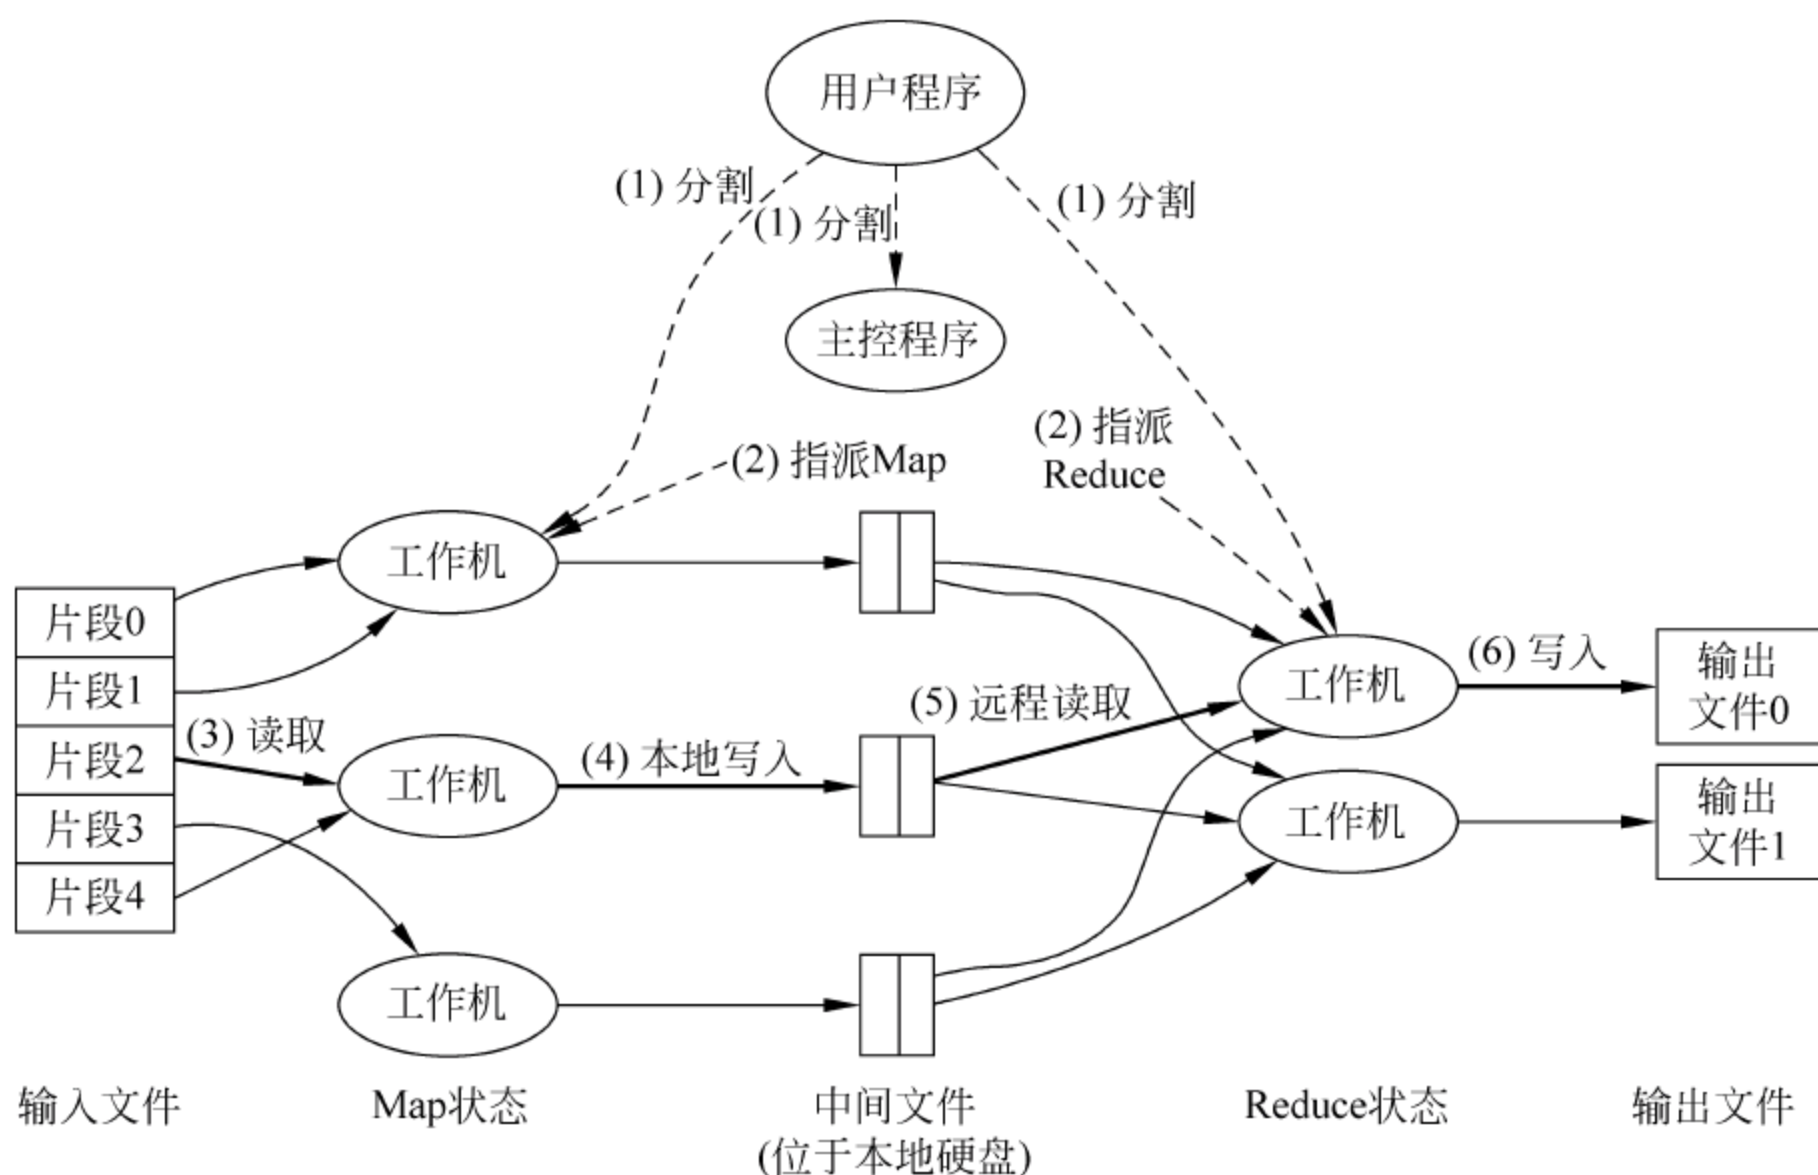 用户程序
(1) 分割
(1) 分割
(1) 分割
主控程序
(2) 指派Map
(2) 指派
Reduce
工作机
片段0
片段1
片段2
片段3
片段4
(3) 读取
工作机
(4) 本地写入
(5) 远程读取
工作机
(6) 写入
输出
文件0
工作机
输出
文件1
工作机
输入文件
Map状态
中间文件
(位于本地硬盘)
Reduce状态
输出文件